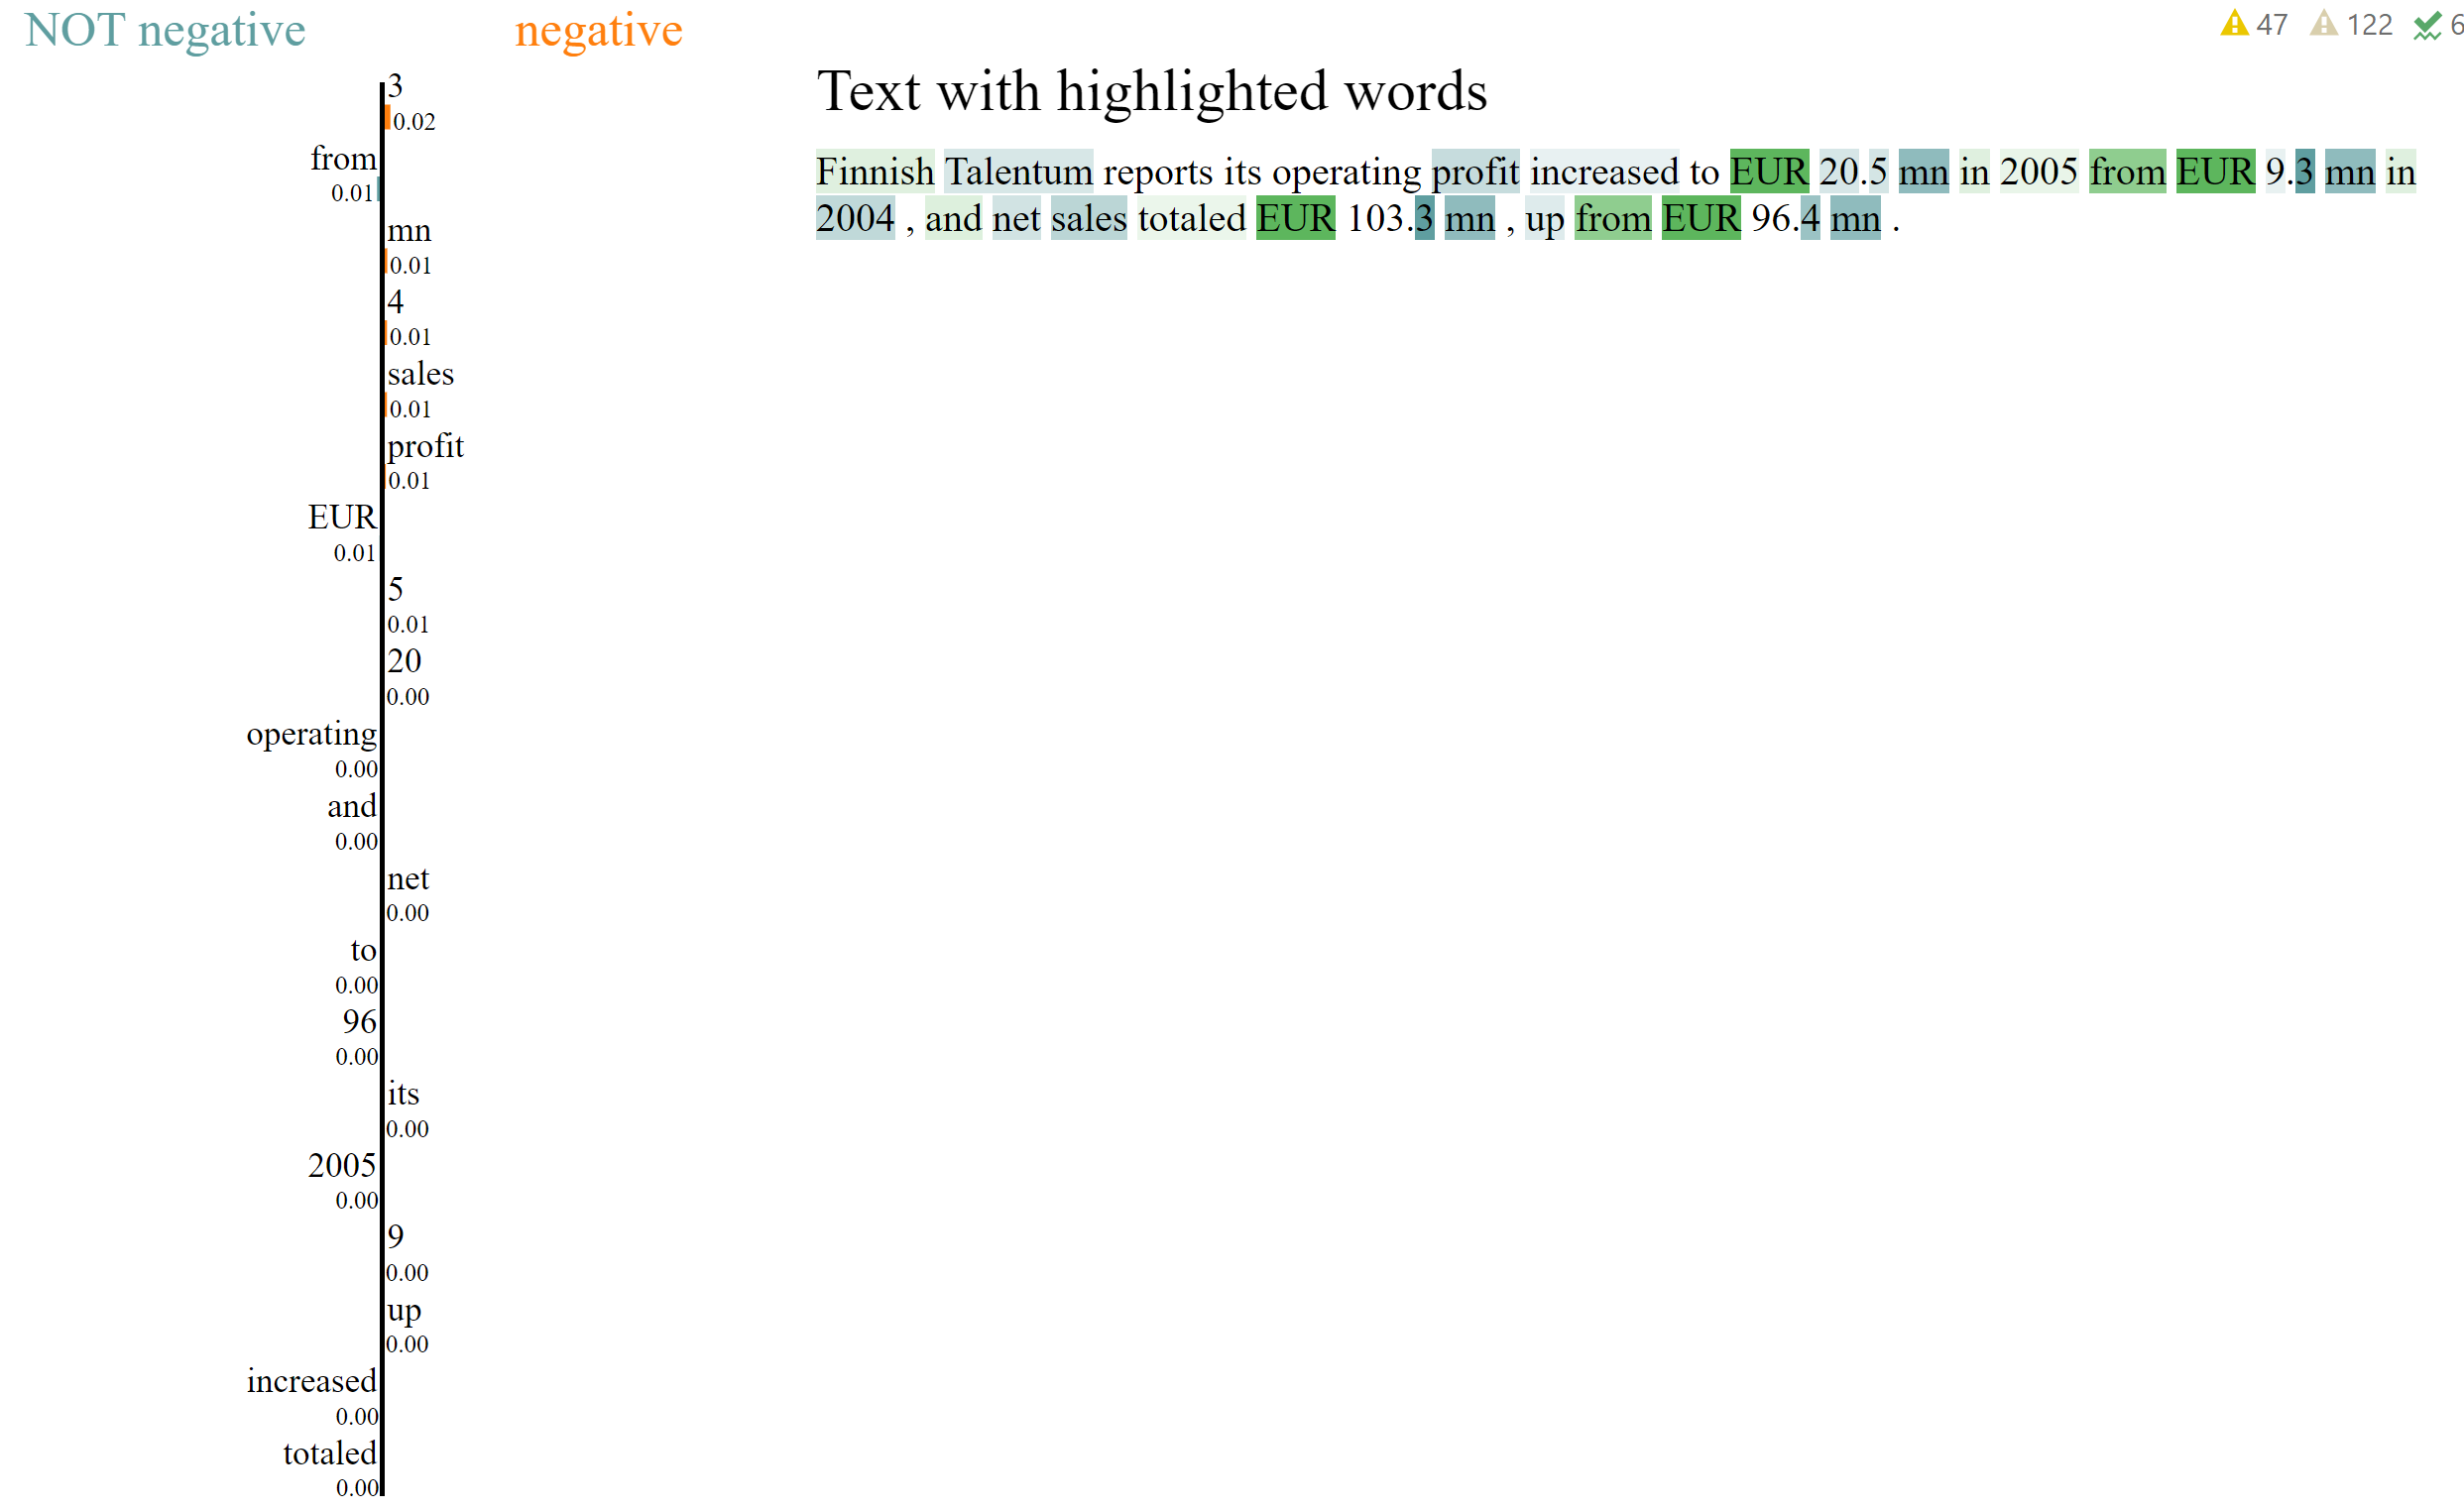 NOT negative negative
47 122 6
3
0.02
from
0.01
mn
0.01
4
0.01
sales
0.01
profit
0.01
EUR
0.01
5
0.01
20
0.00
operating
0.00
and
0.00
net
0.00
to
0.00
96
0.00
its
0.00
2005
0.00
9
0.00
up
0.00
increased
0.00
totaled
0.00
Text with highlighted words
Finnish Talentum reports its operating profit increased to EUR 20.5 mn in 2005 from EUR 9.3 mn in
2004 , and net sales totaled EUR 103.3 mn , up from EUR 96.4 mn .